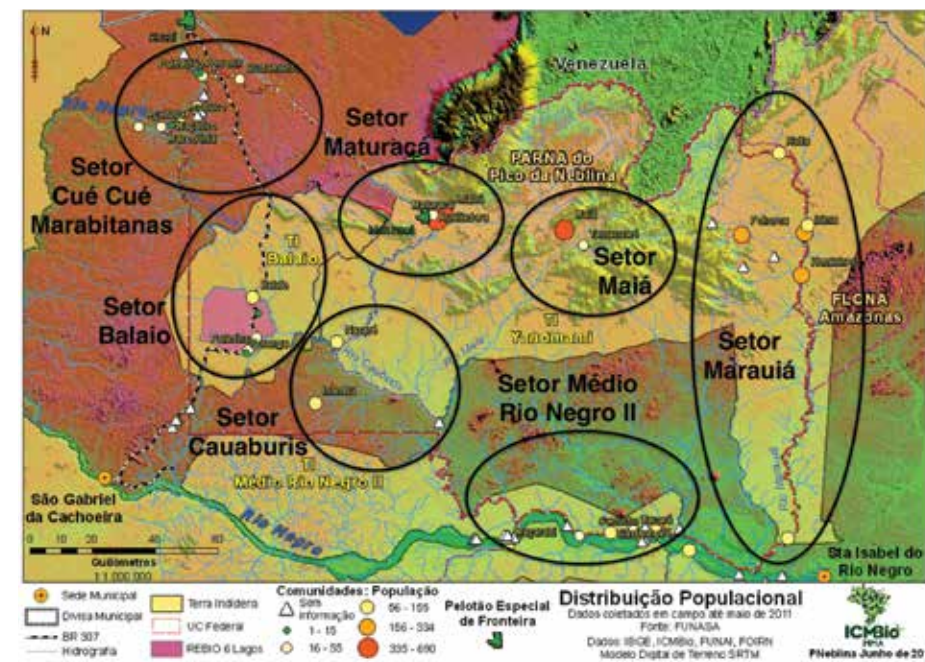 N
Venezuela
Rio Negro
Setor
Cué Cué
Marabitanas
Setor
Maturacá
PARNA do
Pico da Neblina
Maturacá
Maiá
Setor
Maiá
TI
Balaio
Balaio
Setor
Balaio
TI
Yanomami
FLONA
Amazonas
Setor
Marauiá
Setor Médio
Rio Negro II
Setor
Cauaburis
TI
Médio Rio Negro II
São Gabriel
da Cachoeira
Rio Negro
Sta Isabel do
Rio Negro
0 20 40 60
Quilômetros
1:1.000.000
Sede Municipal
Divisa Municipal
BR 307
Hidrografia
Terra Indídera
UC Federal
REBIO 6 Lagos
Comunidades: População
Sem
informação
1 - 15
16 - 55
56 - 155
156 - 334
335 - 690
Pelotão Especial
de Fronteira
Distribuição Populacional
Dados coletados em campo até maio de 2011
Fonte: FUNASA
Dados: IBGE, ICMBio, FUNAI, FOIRN
Modelo Digital de Terreno SRTM
ICMBio
MMA
PNeblina Junho de 20